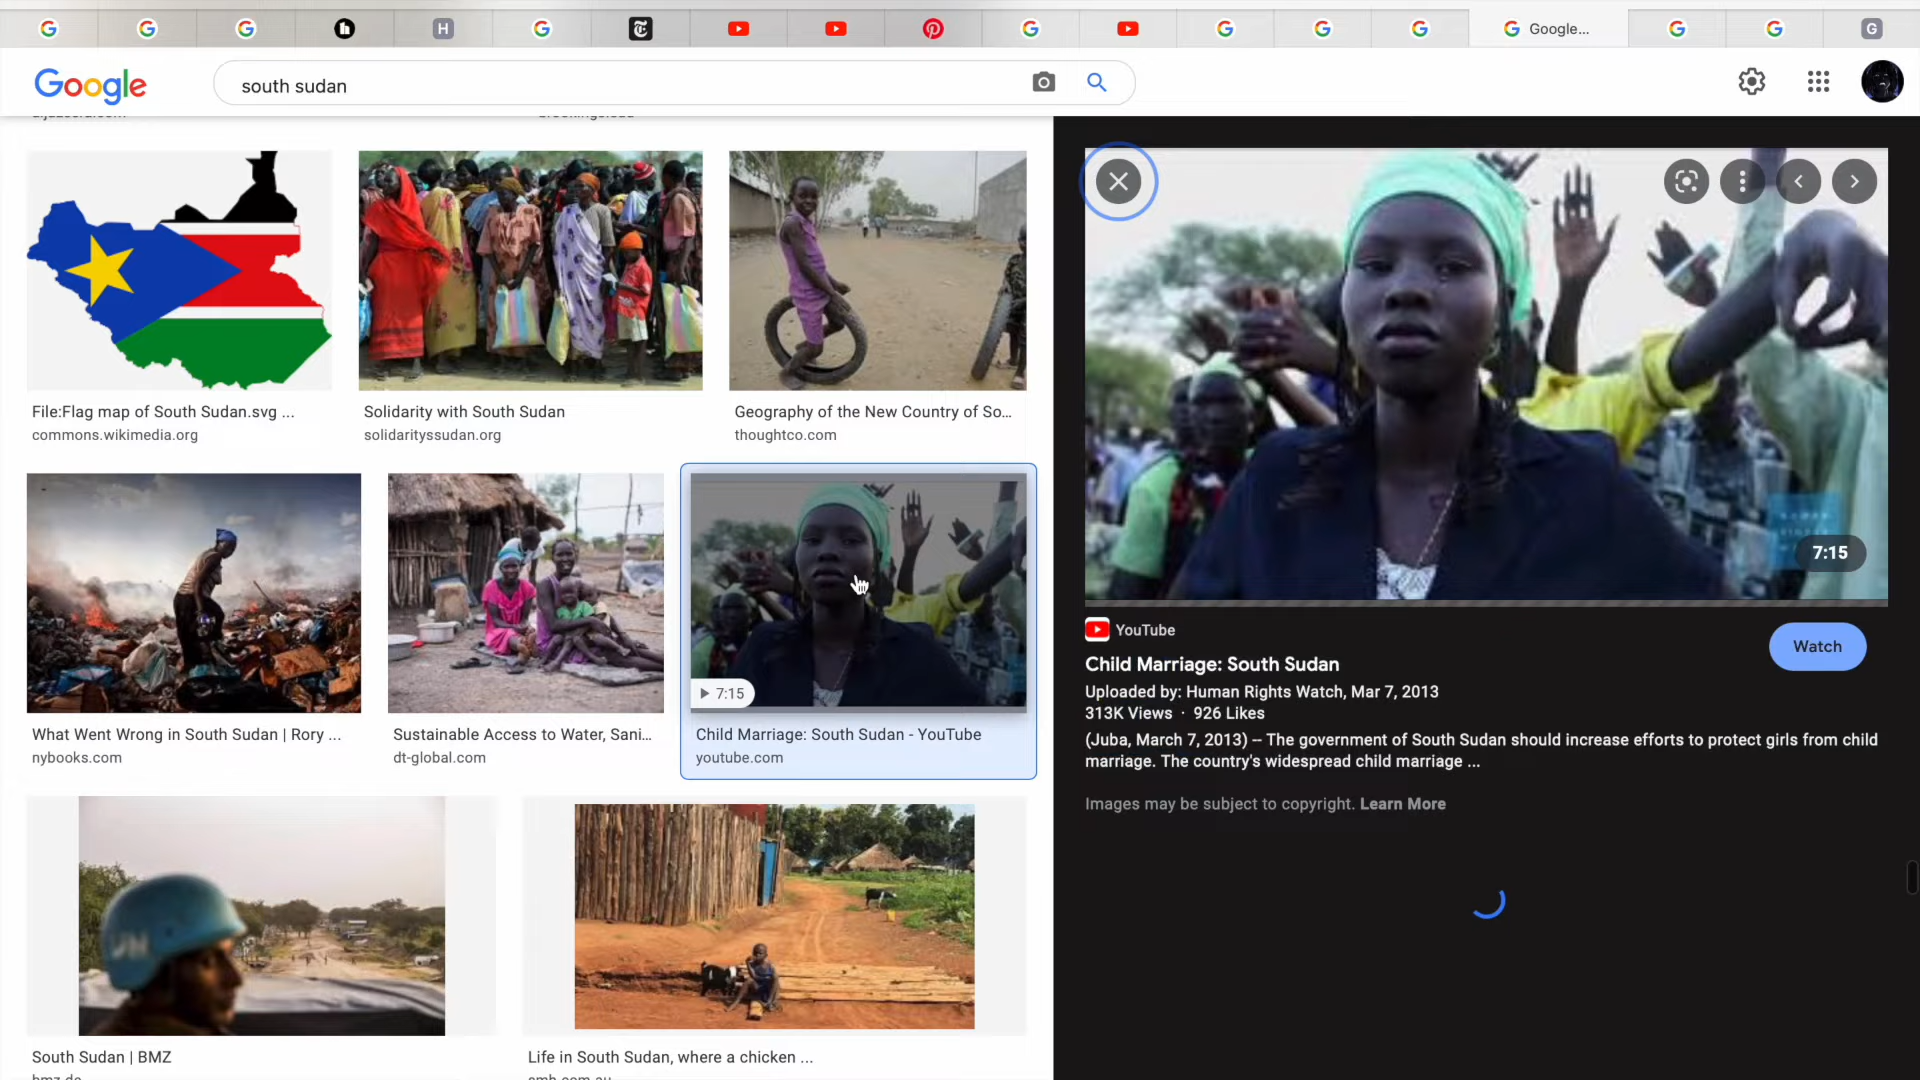 H
Google...
G
Google
south sudan
File:Flag map of South Sudan.svg ...
commons.wikimedia.org
Solidarity with South Sudan
solidarityssudan.org
Geography of the New Country of So...
thoughtco.com
What Went Wrong in South Sudan | Rory ...
nybooks.com
Sustainable Access to Water, Sani...
dt-global.com
7:15
Child Marriage: South Sudan - YouTube
youtube.com
UN
South Sudan | BMZ
Life in South Sudan, where a chicken ...
7:15
YouTube
Watch
Child Marriage: South Sudan
Uploaded by: Human Rights Watch, Mar 7, 2013
313K Views · 926 Likes
(Juba, March 7, 2013) -- The government of South Sudan should increase efforts to protect girls from child
marriage. The country's widespread child marriage ...
Images may be subject to copyright. Learn More